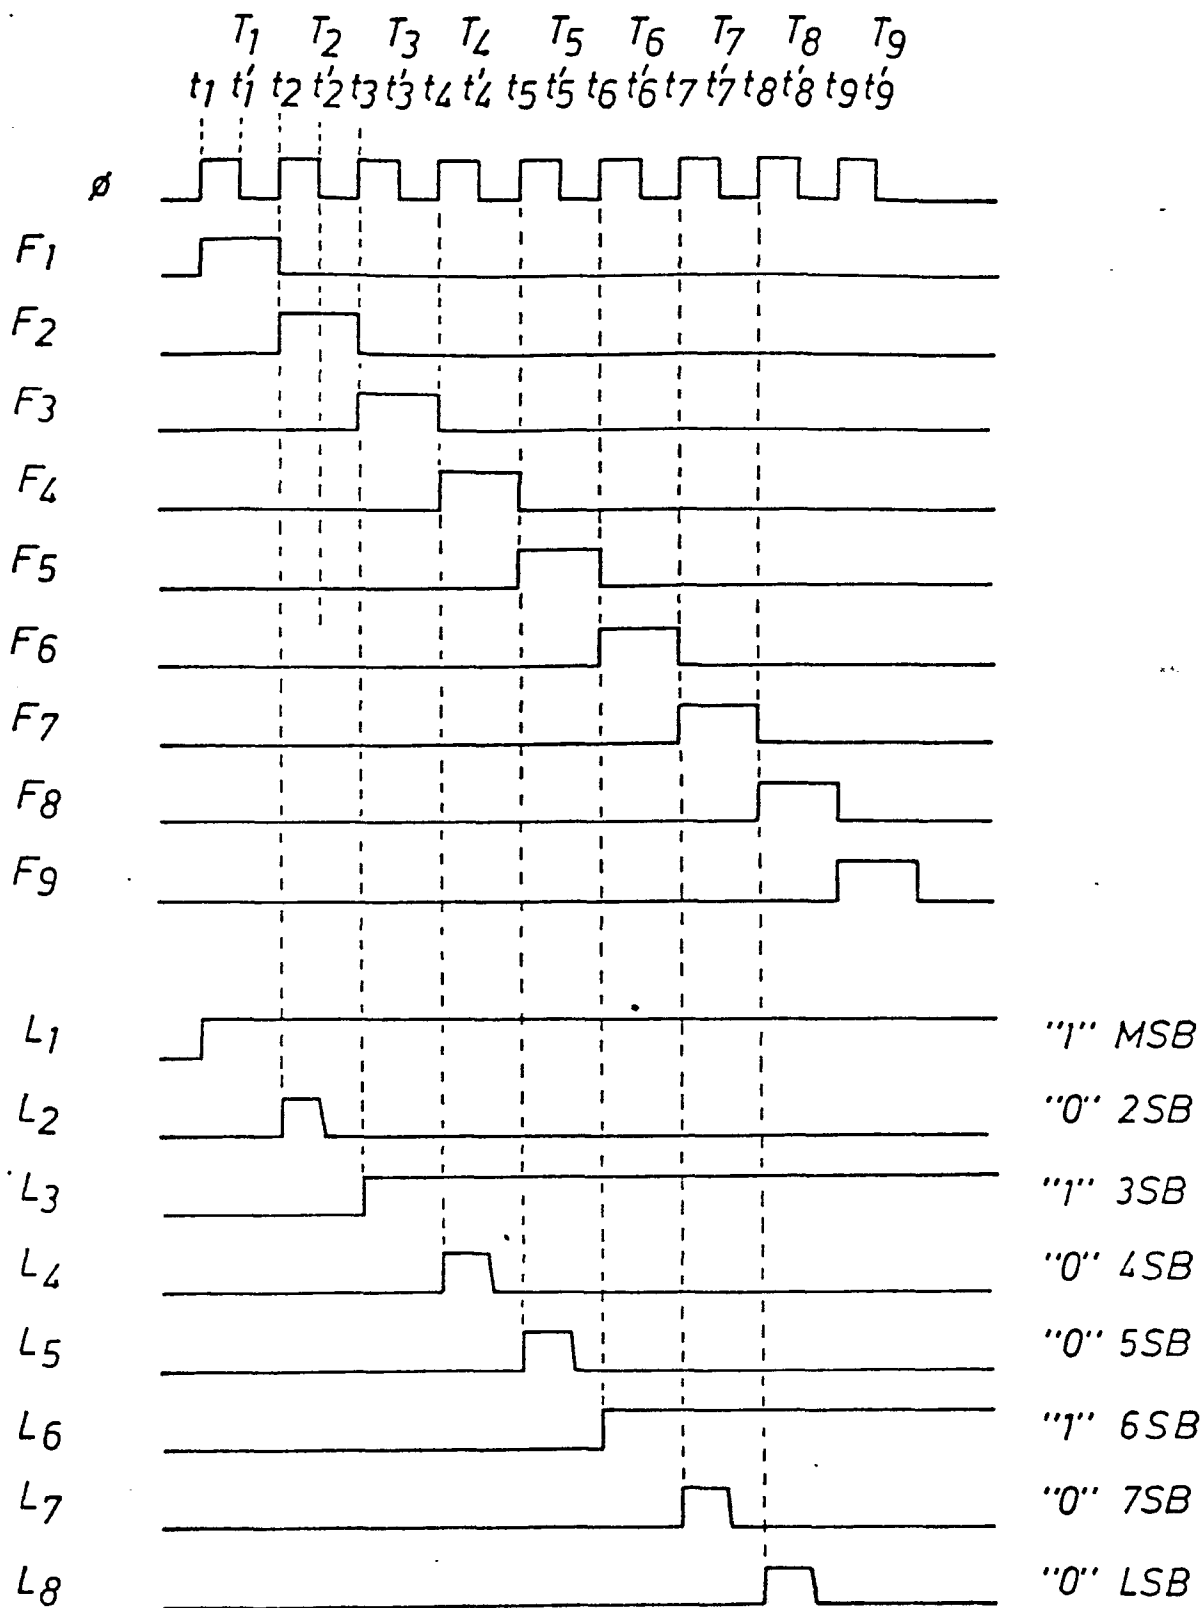 T1 T2 T3 T4 T5 T6 T7 T8 T9
t1 t'1 t2 t'2 t3 t'3 t4 t'4 t5 t'5 t6 t'6 t7 t'7 t8 t'8 t9 t'9
ø
F1
F2
F3
F4
F5
F6
F7
F8
F9
L1 "1" MSB
L2 "0" 2SB
L3 "1" 3SB
L4 "0" 4SB
L5 "0" 5SB
L6 "1" 6SB
L7 "0" 7SB
L8 "0" LSB